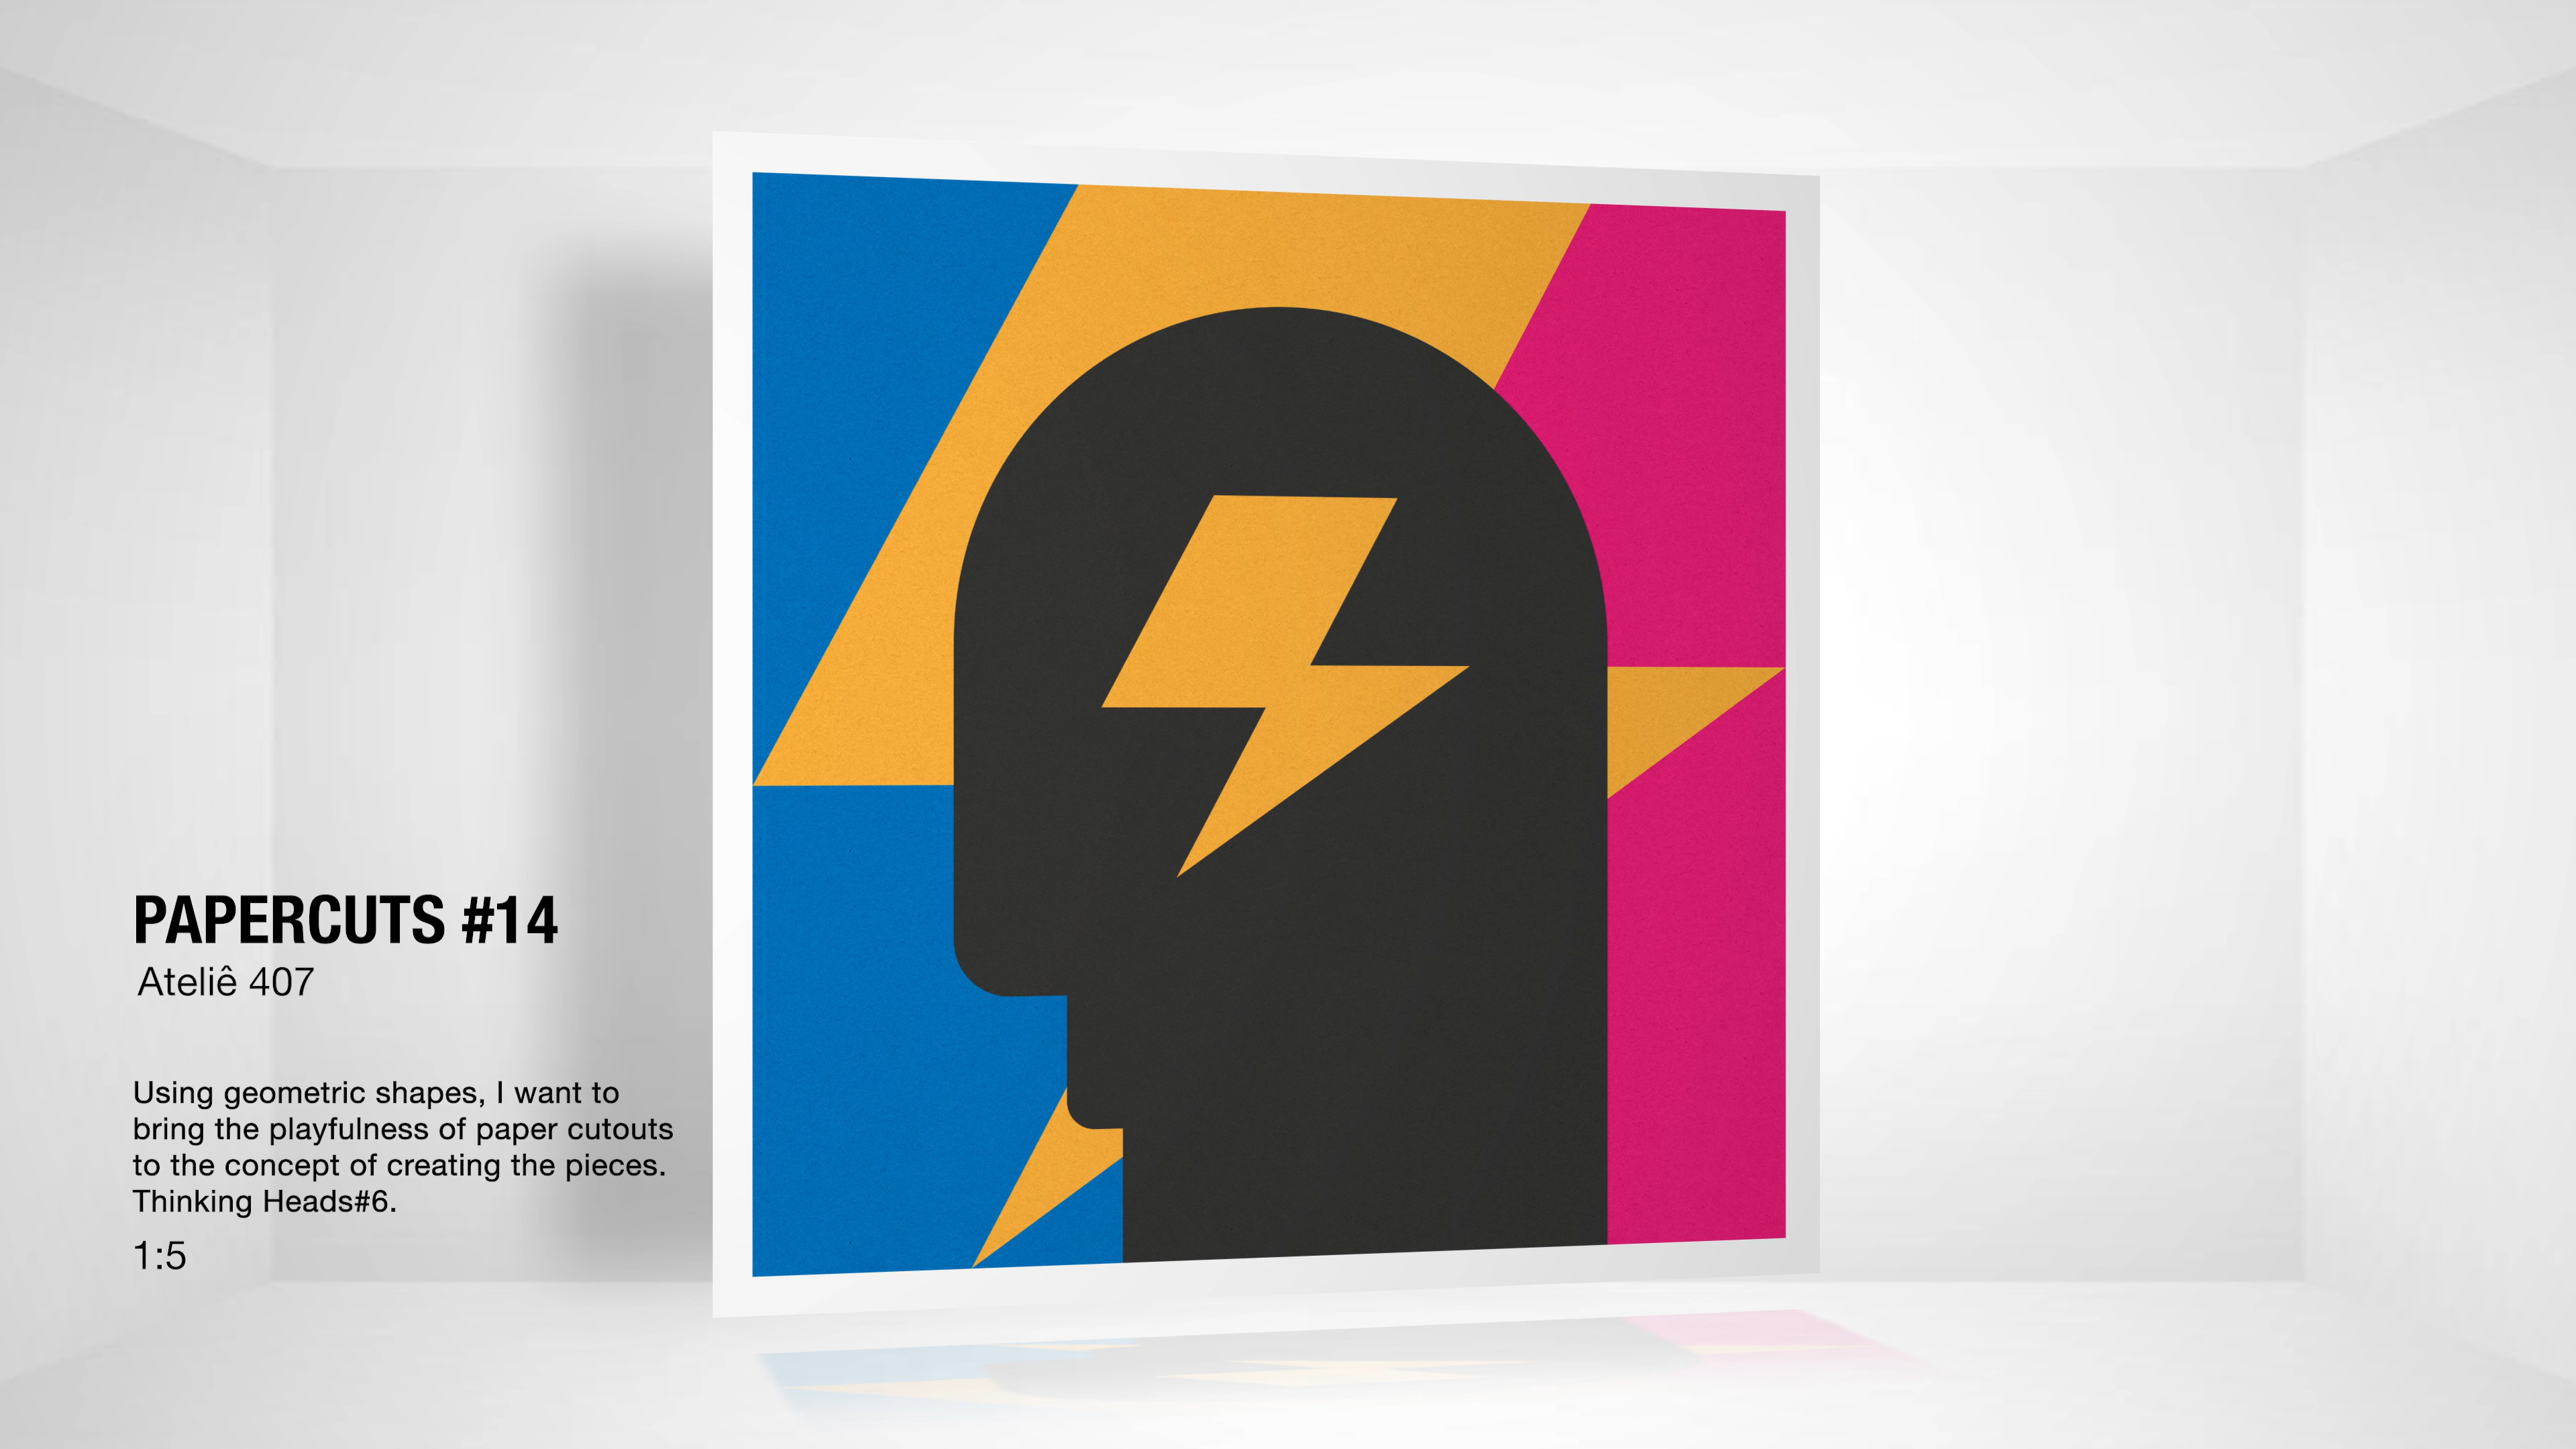 PAPERCUTS #14
Ateliê 407
Using geometric shapes, I want to
bring the playfulness of paper cutouts
to the concept of creating the pieces.
Thinking Heads#6.
1:5